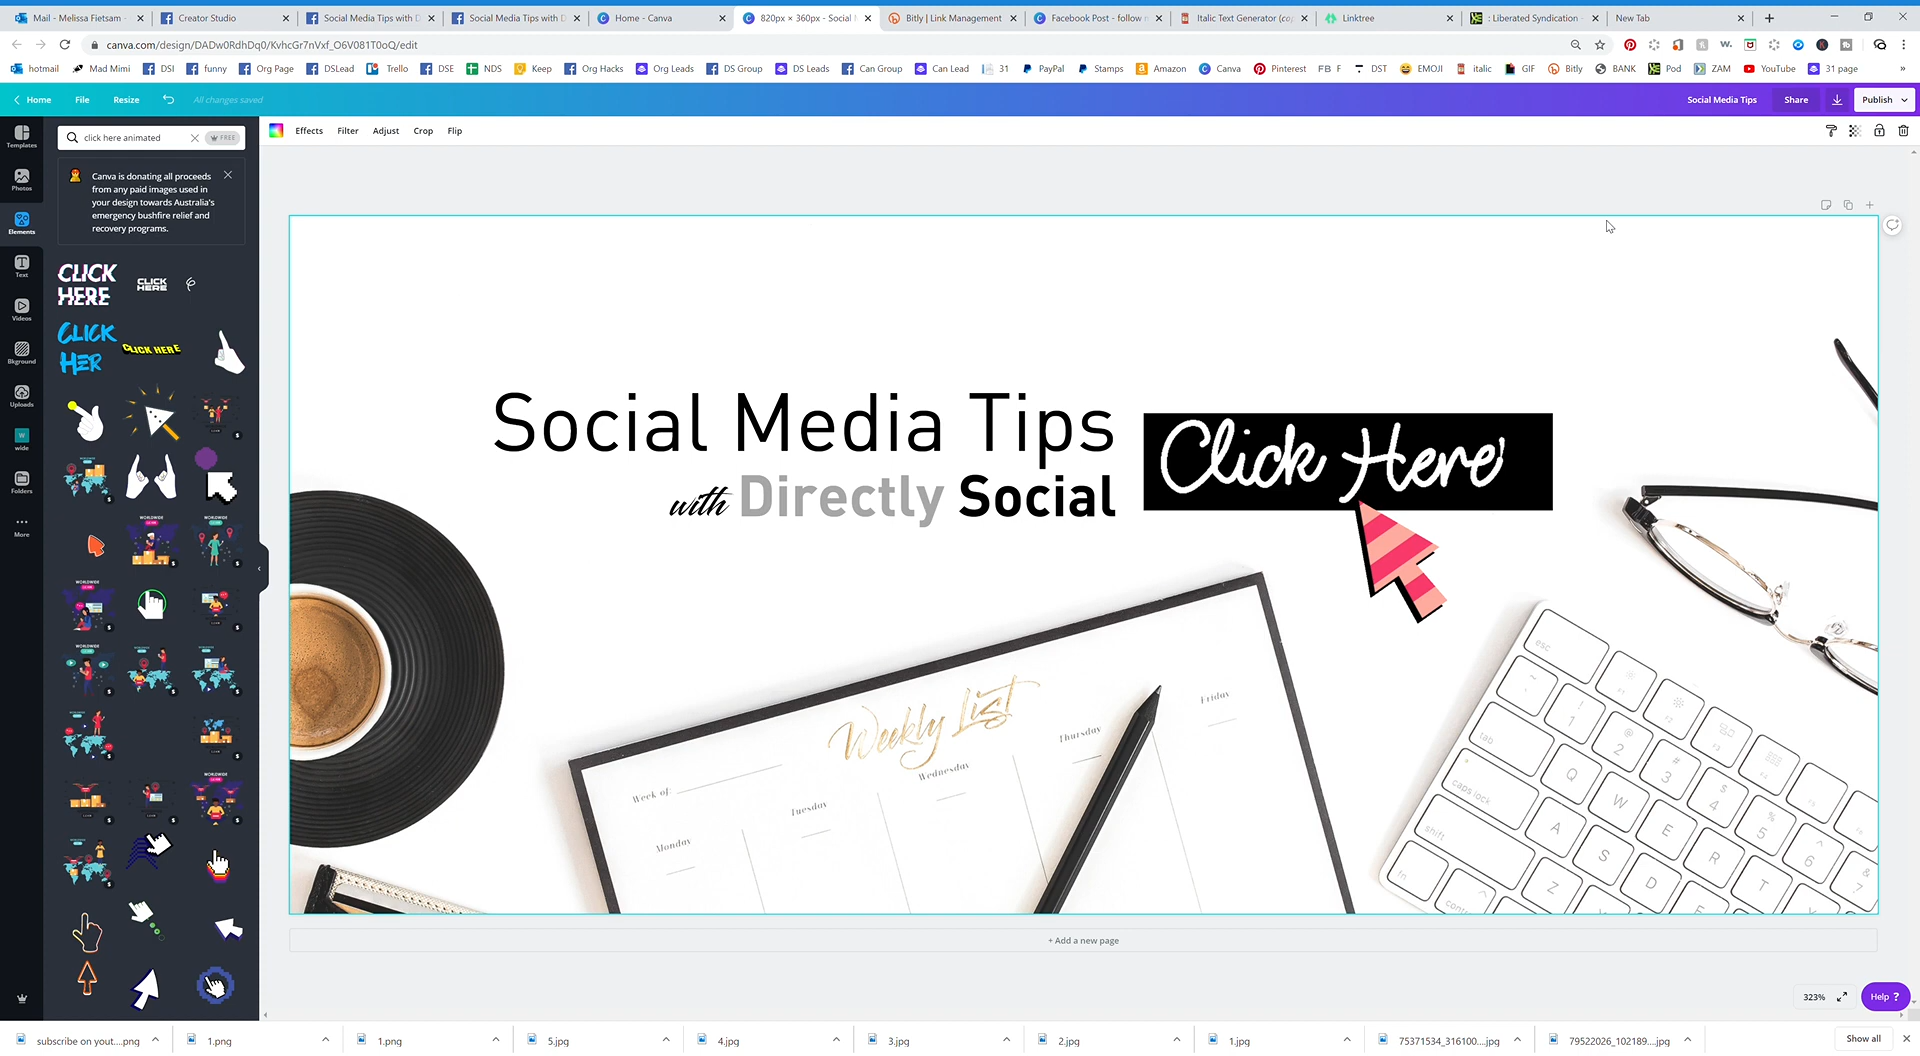 Mail - Melissa Fietsam -
Creator Studio
Social Media Tips with D
Social Media Tips with D
Home - Canva
820px × 360px - Social M
Bitly | Link Management
Facebook Post - follow m
Italic Text Generator (cop
Linktree
: Liberated Syndication -
New Tab
canva.com/design/DADw0RdhDq0/KvhcGr7nVxf_O6V081T0oQ/edit
hotmail
Mad Mimi
DSI
funny
Org Page
DSLead
Trello
DSE
NDS
Keep
Org Hacks
Org Leads
DS Group
DS Leads
Can Group
Can Lead
31
PayPal
Stamps
Amazon
Canva
Pinterest
FB F
DST
EMOJI
italic
GIF
Bitly
BANK
Pod
ZAM
YouTube
31 page
Home
File
Resize
All changes saved
Social Media Tips
Share
Publish
click here animated
FREE
Effects
Filter
Adjust
Crop
Flip
Templates
Photos
Elements
Text
Videos
Bkground
Uploads
wide
Folders
More
Canva is donating all proceeds
from any paid images used in
your design towards Australia's
emergency bushfire relief and
recovery programs.
CLICK
HERE
CLICK
HERE
CLICK
HER
CLICK HERE
Social Media Tips
with Directly Social
Click Here
Weekly List
Week of:
Monday
Tuesday
Wednesday
Thursday
Friday
esc
tab
caps lock
shift
fn
Q
W
E
R
T
A
S
D
Z
+ Add a new page
323%
Help ?
subscribe on yout....png
1.png
1.png
5.jpg
4.jpg
3.jpg
2.jpg
1.jpg
75371534_316100....jpg
79522026_102189....jpg
Show all